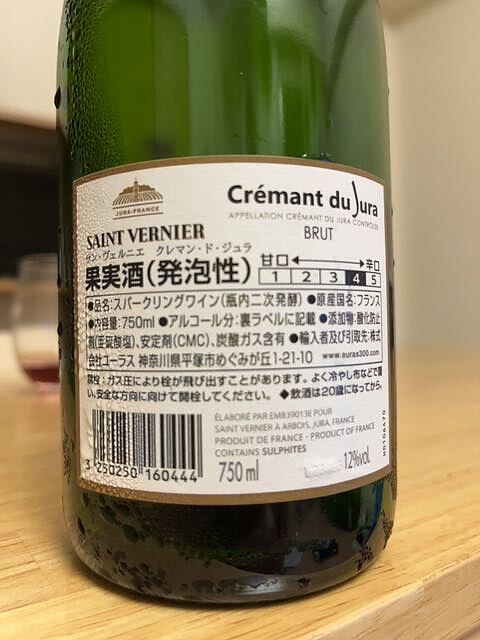 JURA-FRANCE
Crémant du Jura
APPELLATION CRÉMANT DU JURA CONTRÔLÉE
BRUT
SAINT VERNIER
サン・ヴェルニエ クレマン・ド・ジュラ
果実酒(発泡性)
甘口 辛口
1 2 3 4 5
●品名:スパークリングワイン(瓶内二次発酵) ●原産国名:フランス
●内容量:750ml ●アルコール分:裏ラベルに記載 ●添加物:酸化防止
剤(亜硫酸塩)、安定剤(CMC)、炭酸ガス含有 ●輸入者及び引取先:株式
会社ユーラス 神奈川県平塚市めぐみが丘1-21-10 www.euras300.com
開栓:ガス圧により栓が飛び出すことがあります。よく冷やし布などで覆
い、安全な方向に向けて開栓してください。 ◆飲酒は20歳になってから。
ÉLABORÉ PAR EMB39013E POUR
SAINT VERNIER À ARBOIS, JURA, FRANCE
PRODUIT DE FRANCE - PRODUCT OF FRANCE
CONTAINS SULPHITES
3 250250 160444
750 ml
12%vol.